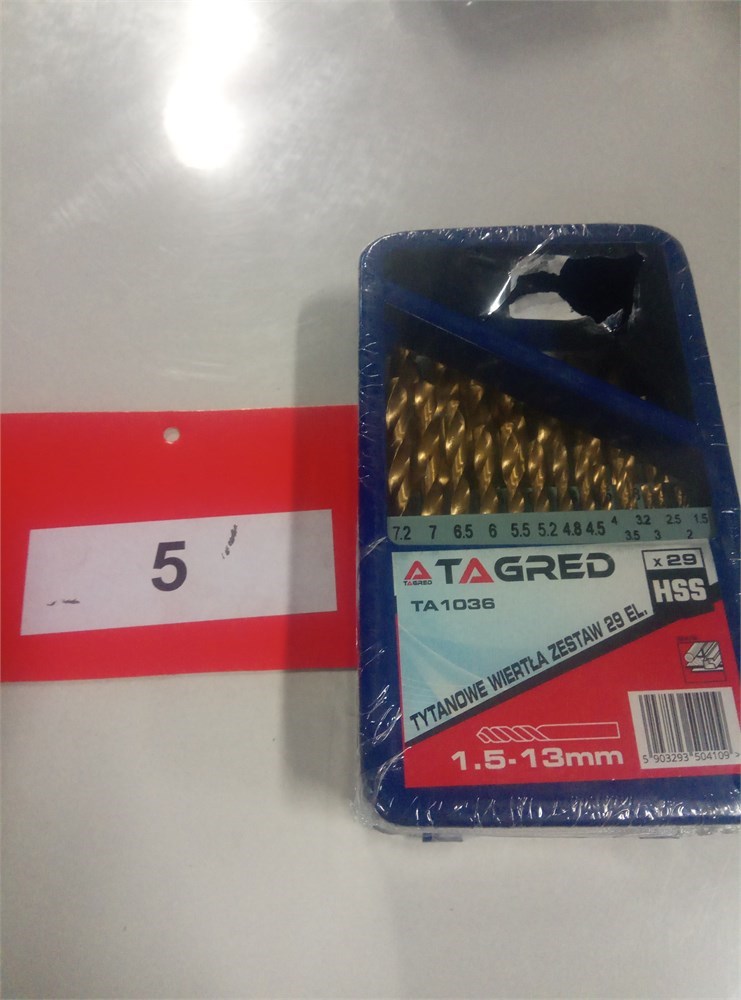 5
7.2 7 6.5 6 5.5 5.2 4.8 4.5 4 3.5 3.2 3 2.5 2 1.5
TAGRED
TAGRED
x 29
HSS
TA1036
TYTANOWE WIERTŁA ZESTAW 29 EL.
1.5-13mm
5 903293 504109 >